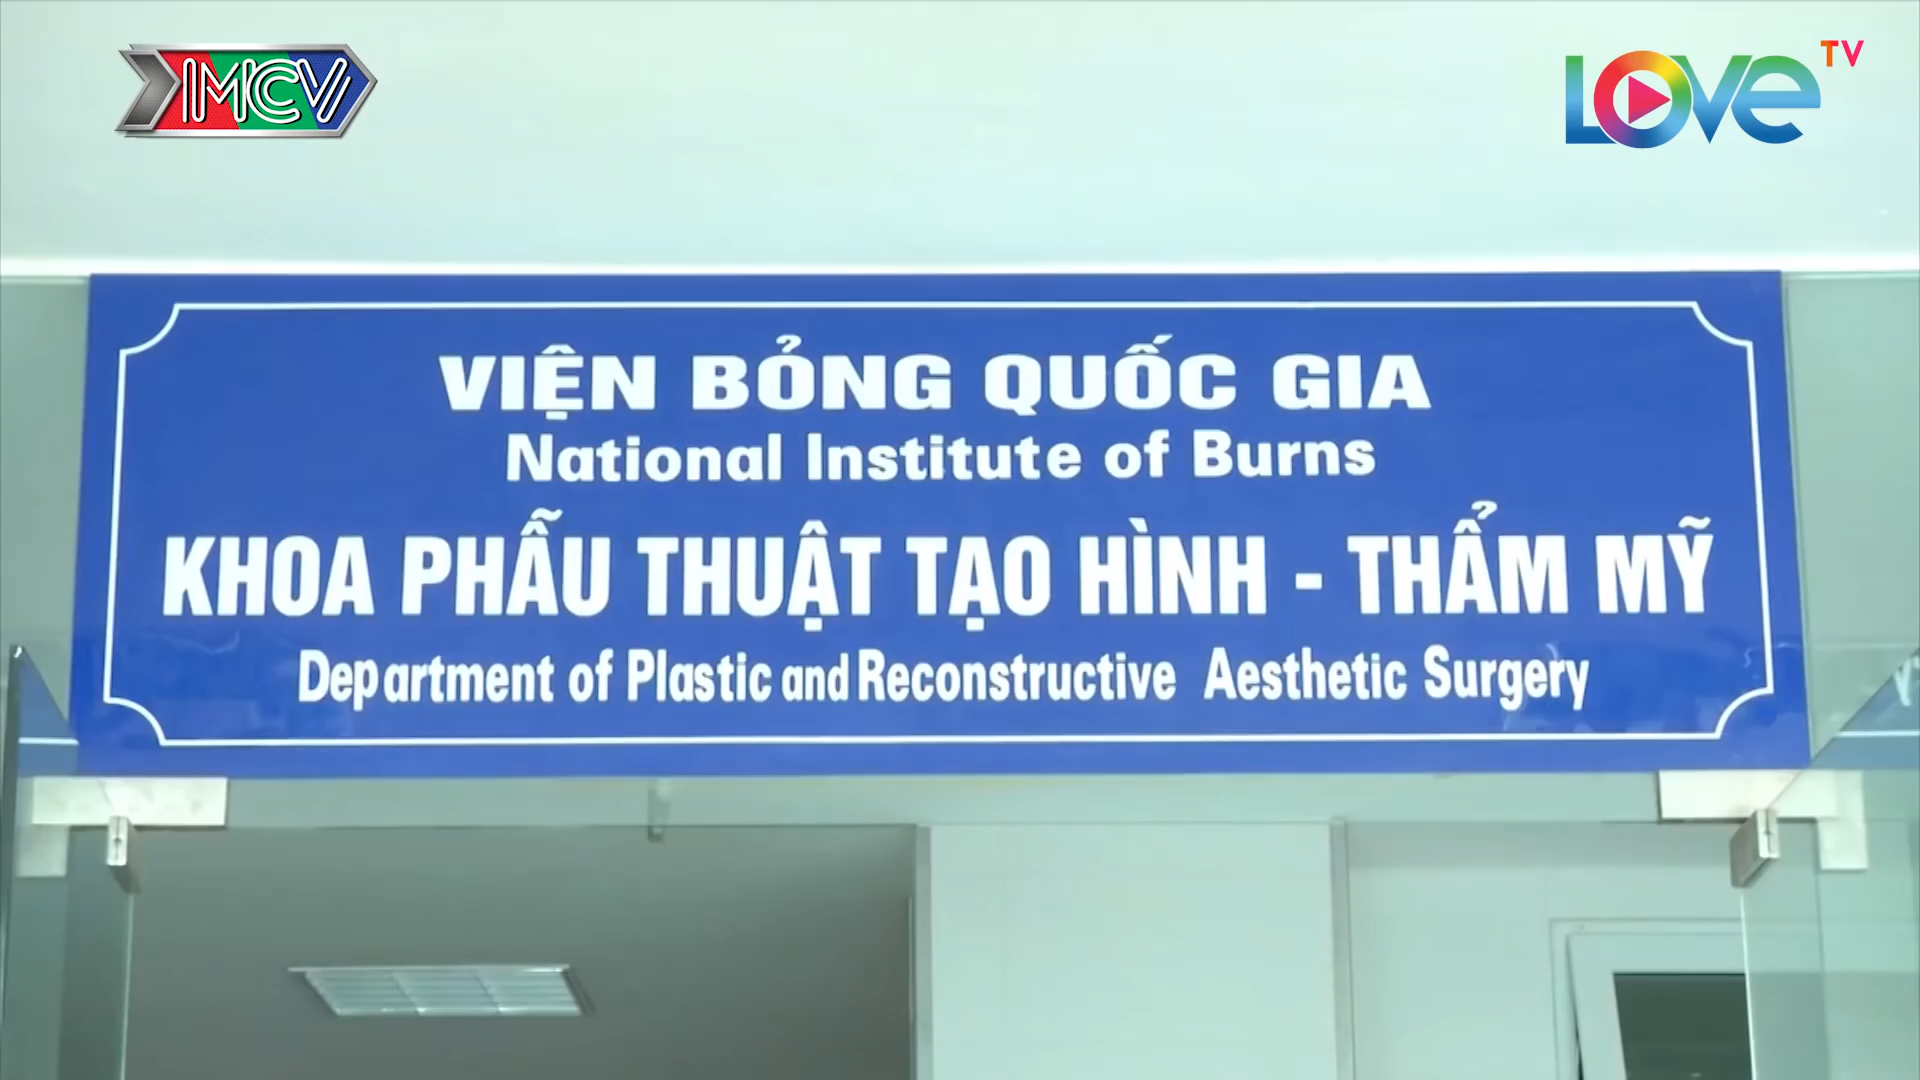 MCV
LOVE TV
VIỆN BỎNG QUỐC GIA
National Institute of Burns
KHOA PHẪU THUẬT TẠO HÌNH - THẨM MỸ
Department of Plastic and Reconstructive Aesthetic Surgery